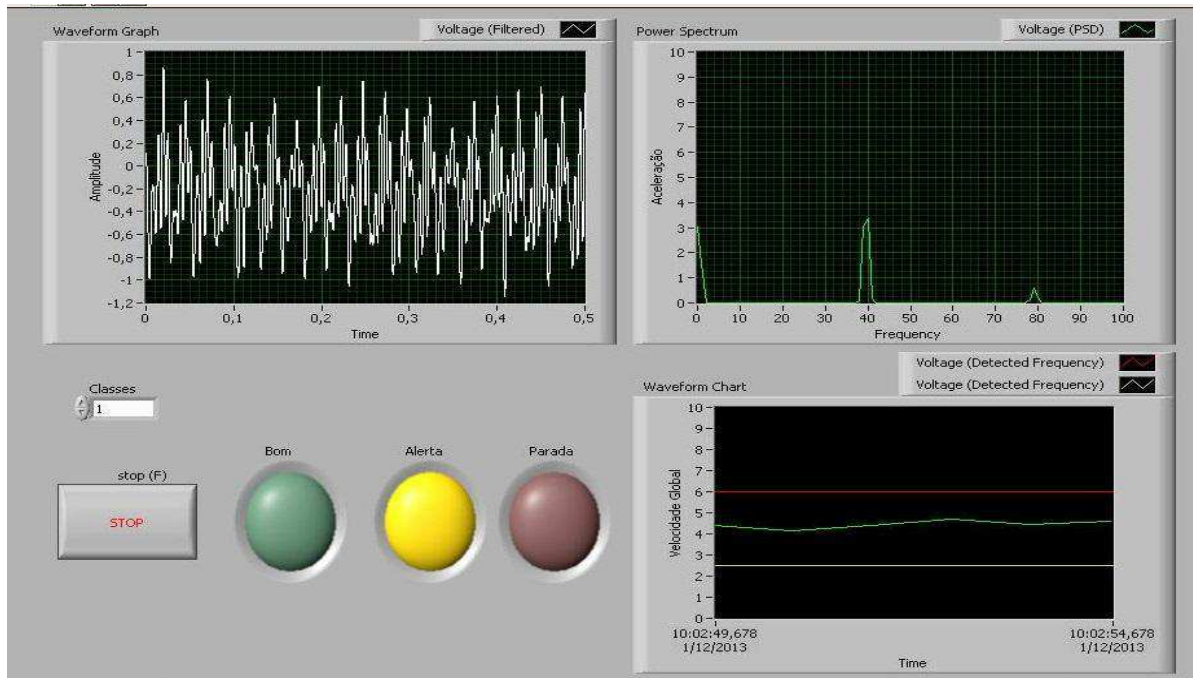 Waveform Graph
Voltage (Filtered)
Amplitude
1
0,8
0,6
0,4
0,2
0
-0,2
-0,4
-0,6
-0,8
-1
-1,2
0 0,1 0,2 0,3 0,4 0,5
Time
Power Spectrum
Voltage (PSD)
Aceleração
10
9
8
7
6
5
4
3
2
1
0
0 10 20 30 40 50 60 70 80 90 100
Frequency
Classes
1
stop (F)
STOP
Bom
Alerta
Parada
Voltage (Detected Frequency)
Voltage (Detected Frequency)
Waveform Chart
Velocidade Global
10
9
8
7
6
5
4
3
2
1
0
10:02:49,678
1/12/2013
10:02:54,678
1/12/2013
Time